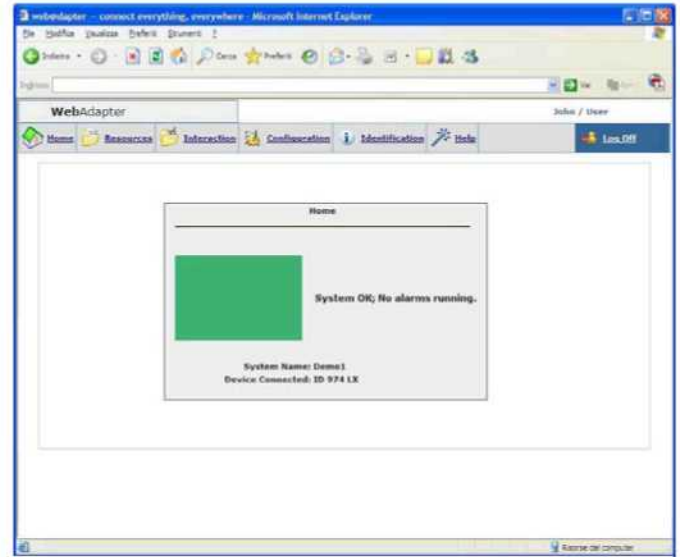 webadapter - connect everything, everywhere - Microsoft Internet Explorer
File Modifica Visualizza Preferiti Strumenti ?
Indietro Cerca Preferiti
Indirizzo Vai
WebAdapter John / User
Home Resources Interaction Configuration Identification Help Log Off
Home
System OK; No alarms running.
System Name: Demo1
Device Connected: ID 974 LX
Risorse del computer